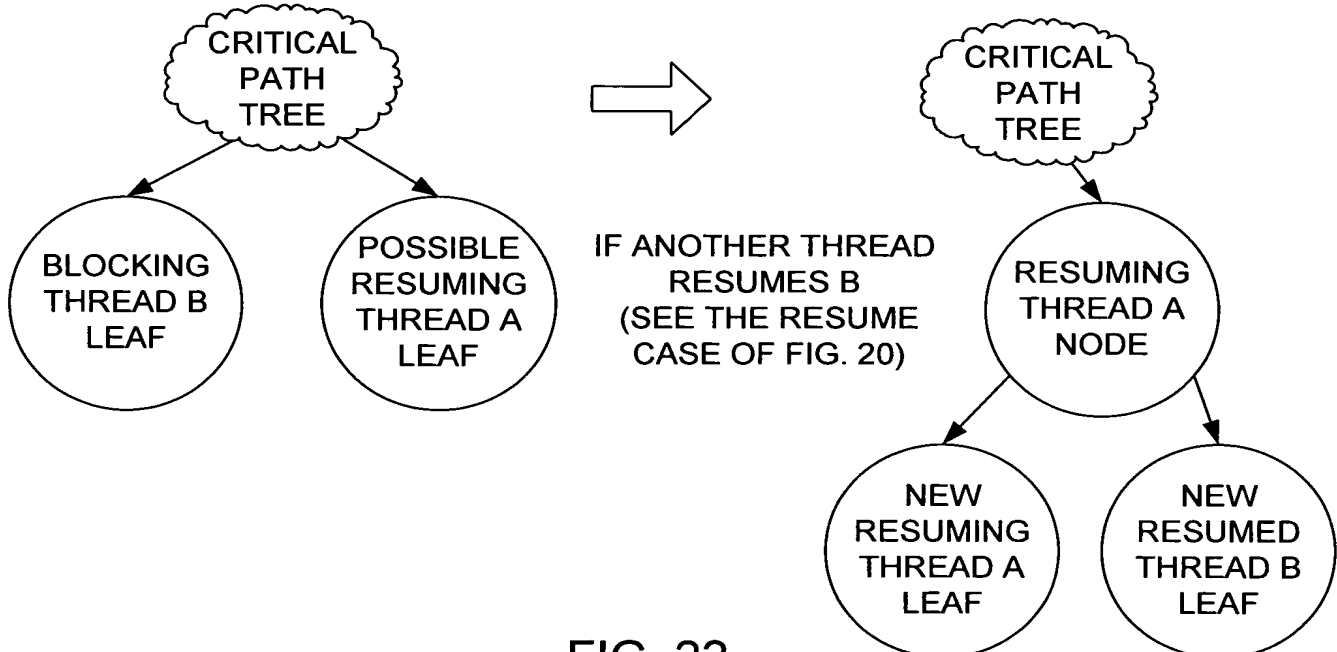 CRITICAL
PATH
TREE
BLOCKING
THREAD B
LEAF
POSSIBLE
RESUMING
THREAD A
LEAF
IF ANOTHER THREAD
RESUMES B
(SEE THE RESUME
CASE OF FIG. 20)
CRITICAL
PATH
TREE
RESUMING
THREAD A
NODE
NEW
RESUMING
THREAD A
LEAF
NEW
RESUMED
THREAD B
LEAF